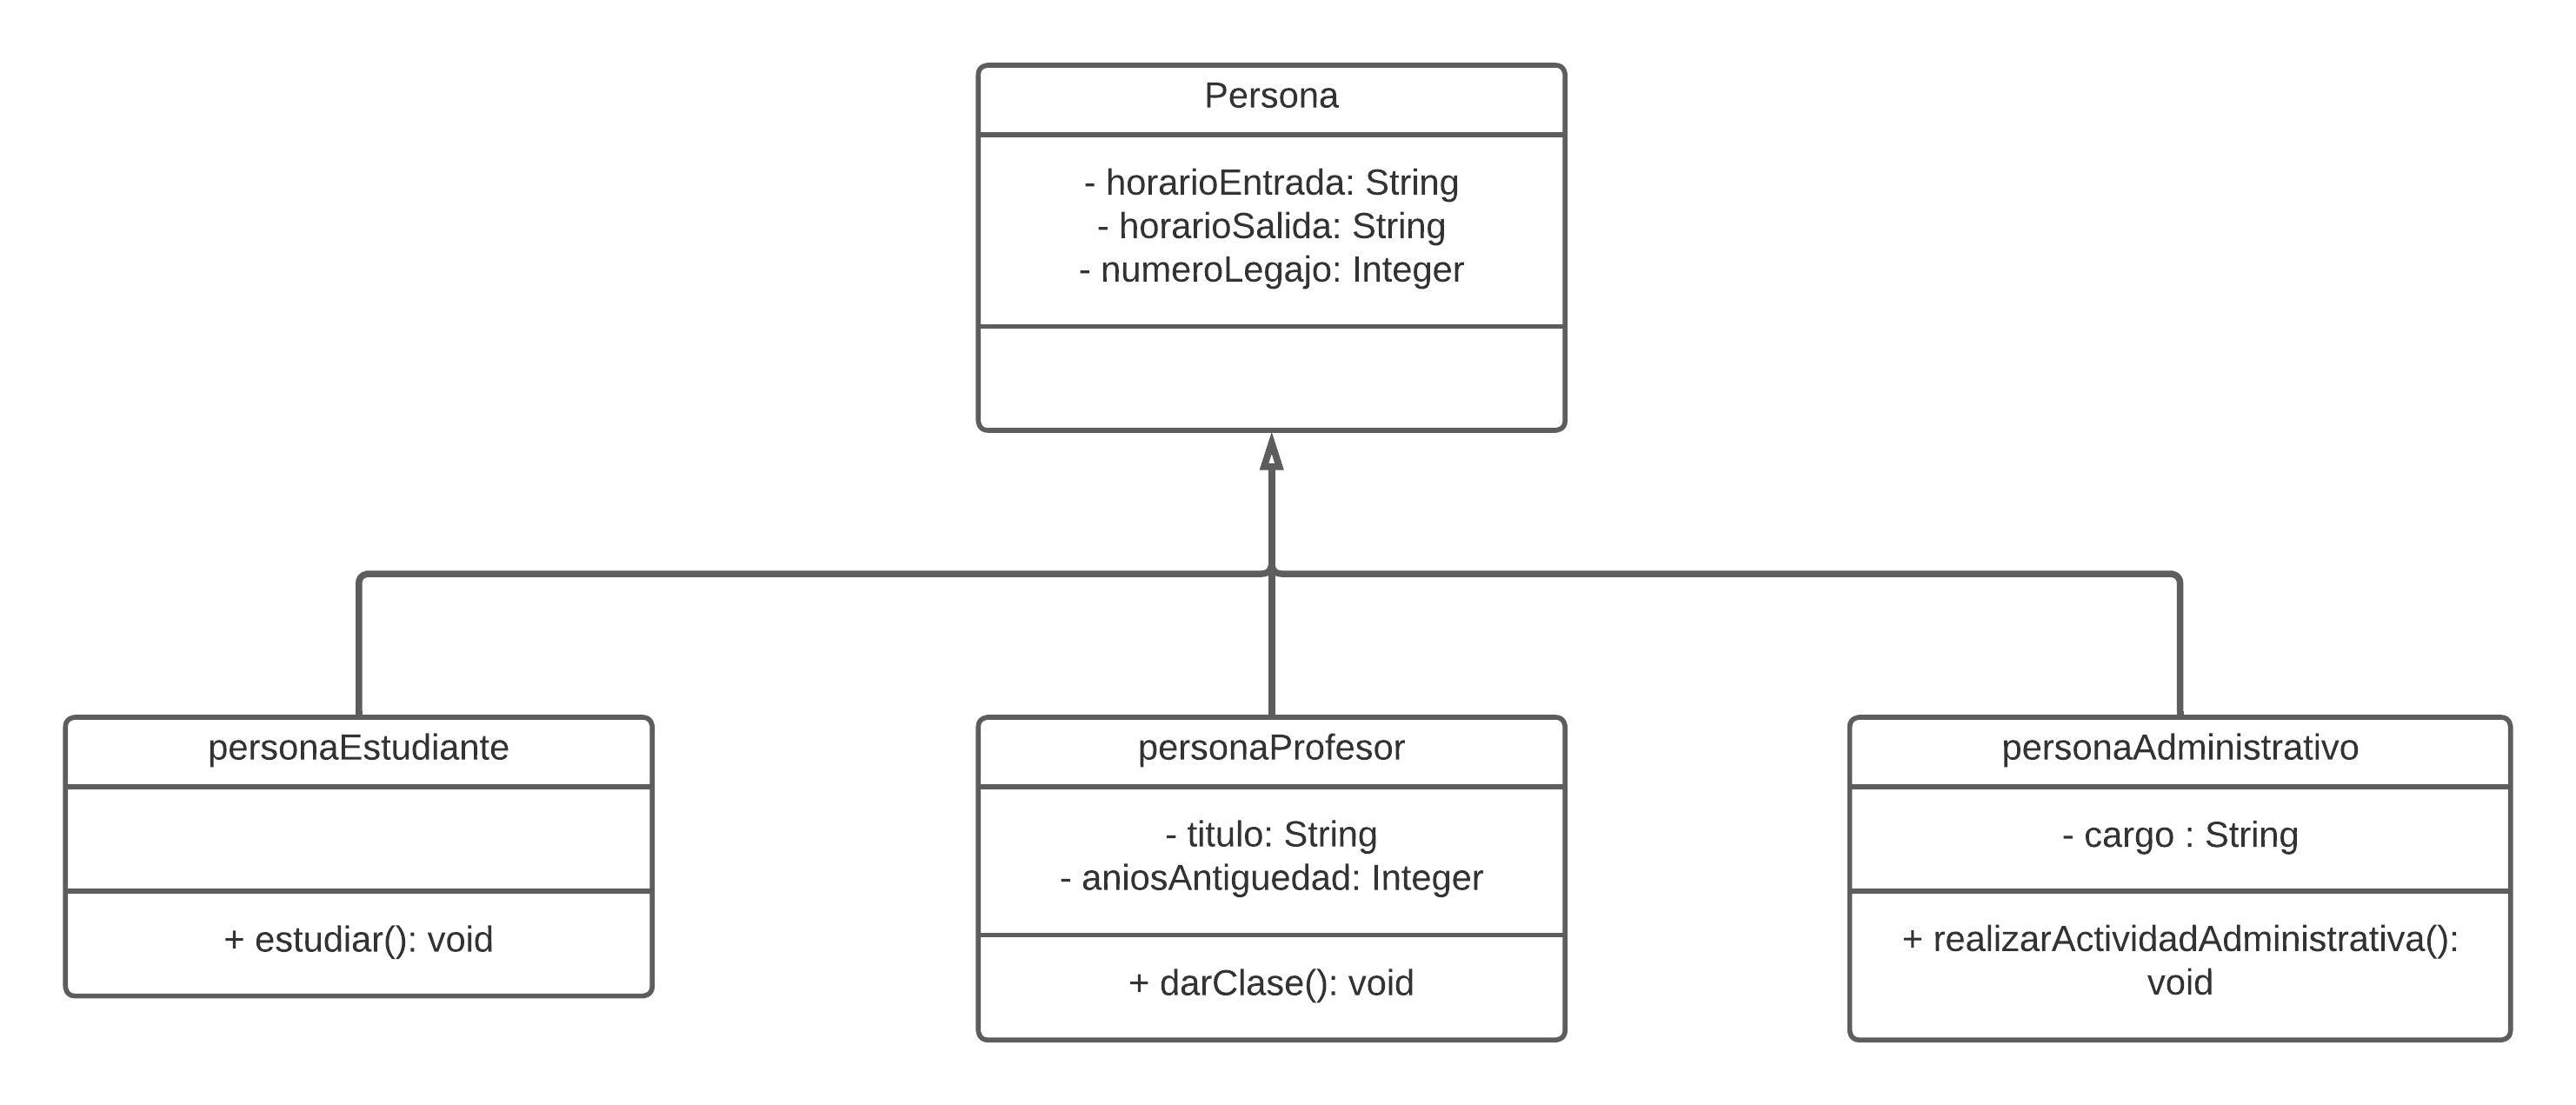 Persona
- horarioEntrada: String
- horarioSalida: String
- numeroLegajo: Integer
personaEstudiante
+ estudiar(): void
personaProfesor
- titulo: String
- aniosAntiguedad: Integer
+ darClase(): void
personaAdministrativo
- cargo : String
+ realizarActividadAdministrativa():
void